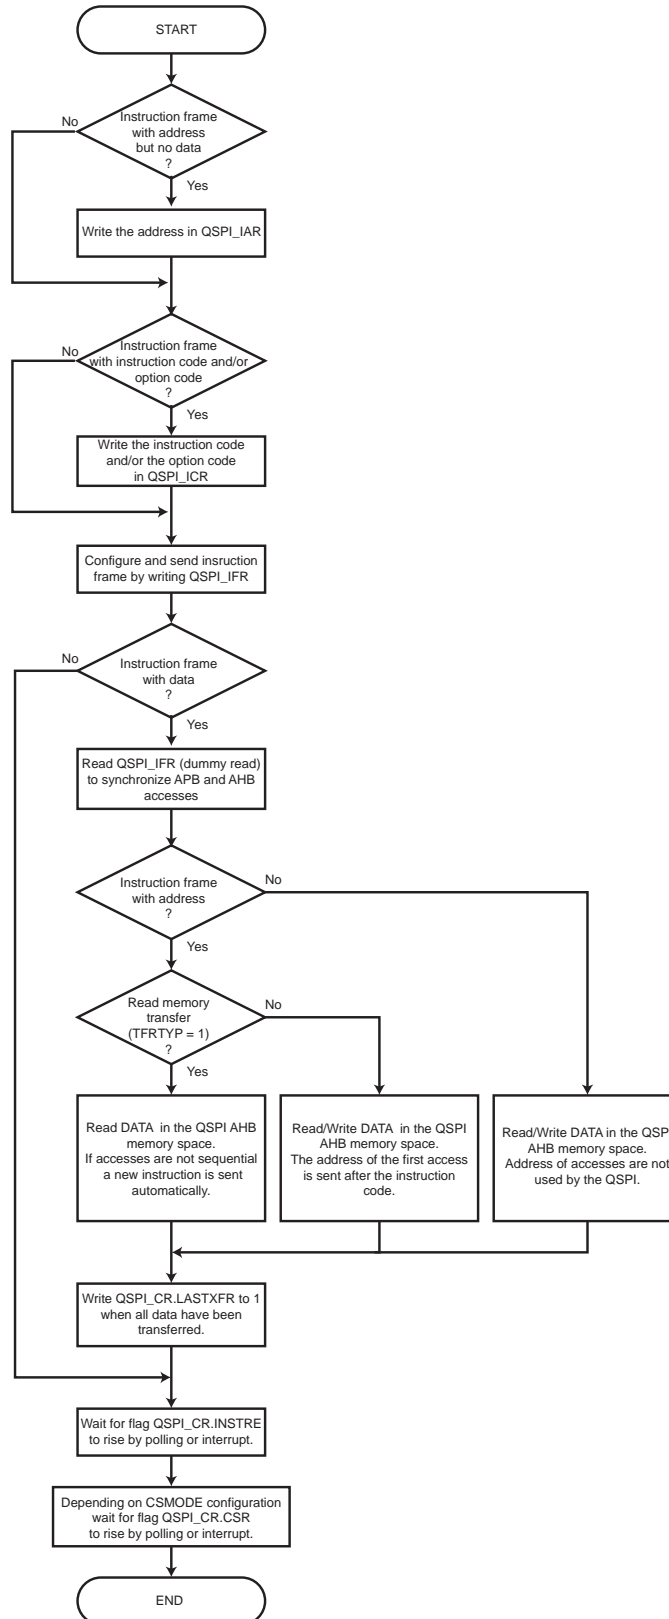 START
No
Instruction frame
with address
but no data
?
Yes
Write the address in QSPI_IAR
No
Instruction frame
with instruction code and/or
option code
?
Yes
Write the instruction code
and/or the option code
in QSPI_ICR
Configure and send insruction
frame by writing QSPI_IFR
No
Instruction frame
with data
?
Yes
Read QSPI_IFR (dummy read)
to synchronize APB and AHB
accesses
Instruction frame
with address
?
No
Yes
Read memory
transfer
(TFRTYP = 1)
?
No
Yes
Read DATA in the QSPI AHB
memory space.
If accesses are not sequential
a new instruction is sent
automatically.
Read/Write DATA in the QSPI
AHB memory space.
The address of the first access
is sent after the instruction
code.
Read/Write DATA in the QSP
AHB memory space.
Address of accesses are not
used by the QSPI.
Write QSPI_CR.LASTXFR to 1
when all data have been
transferred.
Wait for flag QSPI_CR.INSTRE
to rise by polling or interrupt.
Depending on CSMODE configuration
wait for flag QSPI_CR.CSR
to rise by polling or interrupt.
END